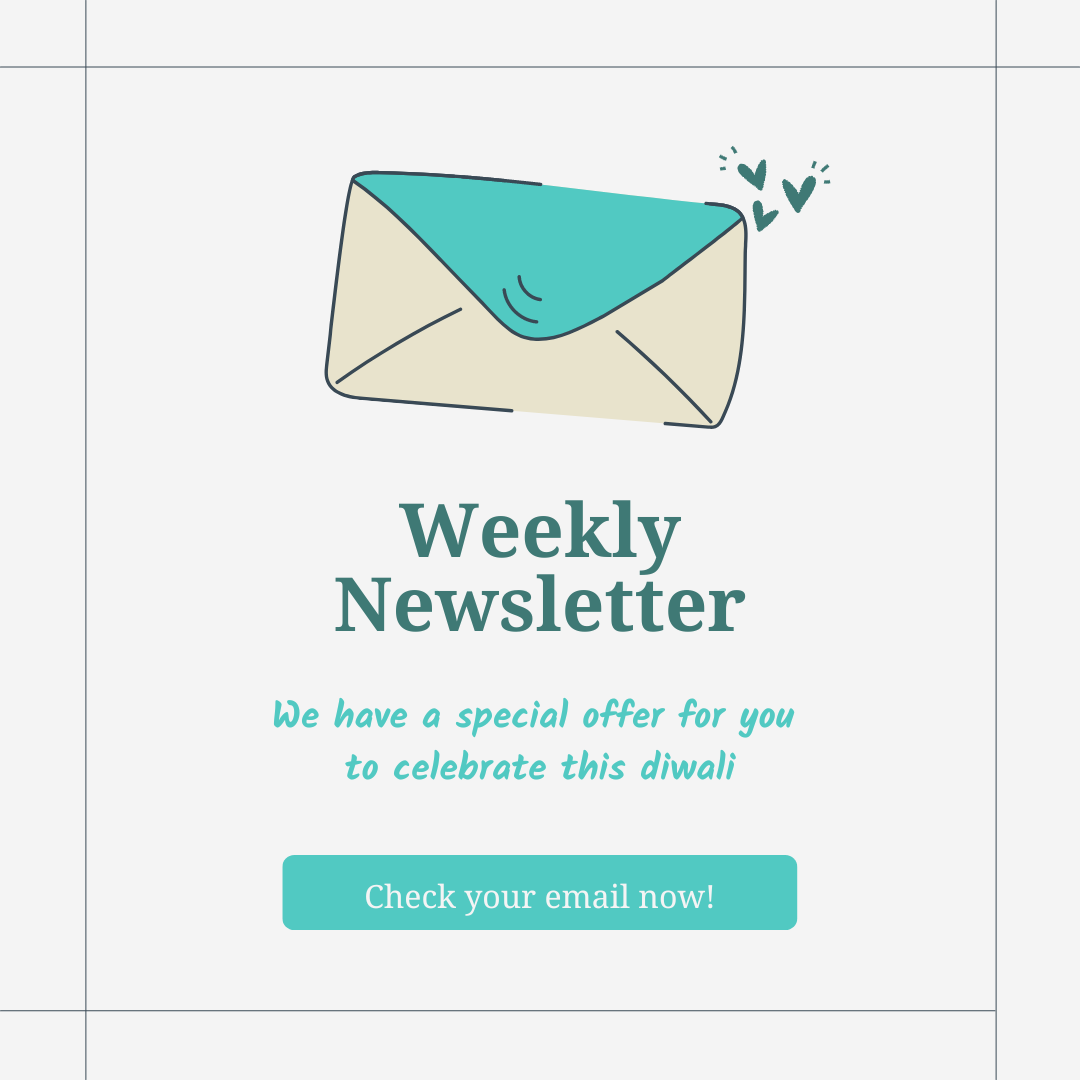 Weekly
Newsletter
We have a special offer for you
to celebrate this diwali
Check your email now!